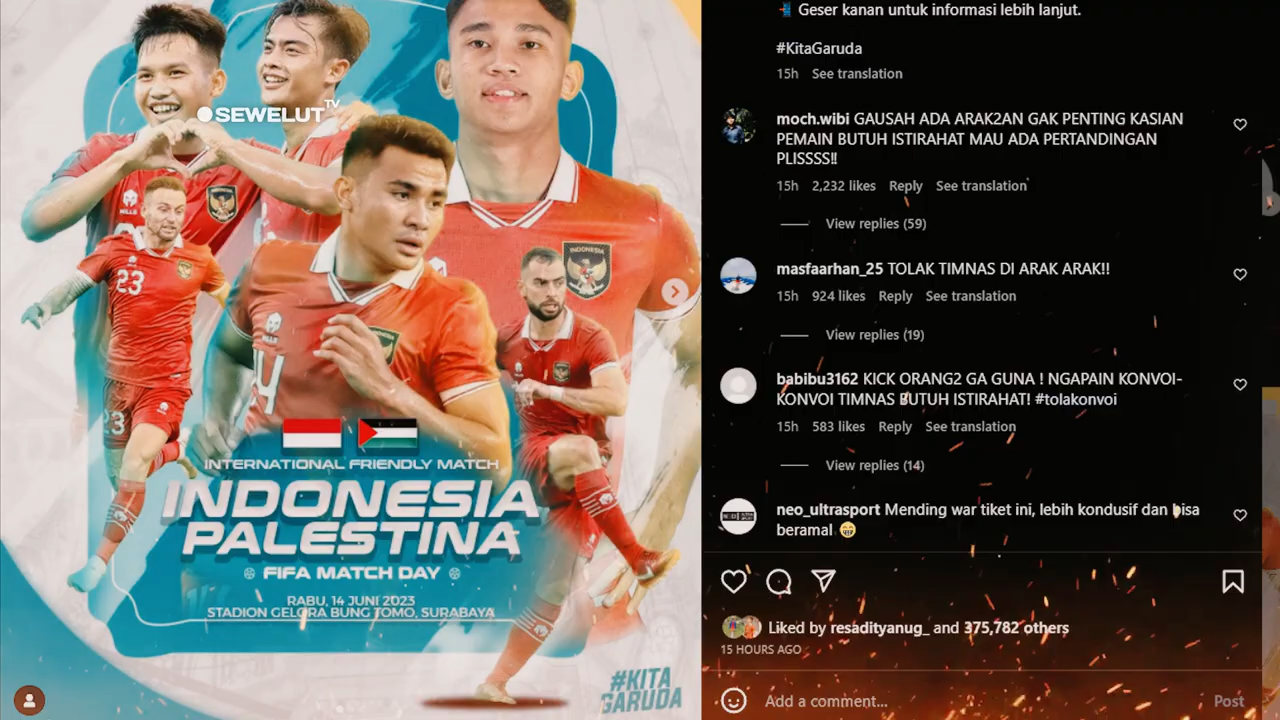 SEWELUT TV
NILLS
INDONESIA
23
23
14
INTERNATIONAL FRIENDLY MATCH
INDONESIA
PALESTINA
FIFA MATCH DAY
RABU, 14 JUNI 2023
STADION GELORA BUNG TOMO, SURABAYA
#KITA
GARUDA
Geser kanan untuk informasi lebih lanjut.
#KitaGaruda
15h See translation
moch.wibi GAUSAH ADA ARAK2AN GAK PENTING KASIAN
PEMAIN BUTUH ISTIRAHAT MAU ADA PERTANDINGAN
PLISSSS!!
15h 2,232 likes Reply See translation
View replies (59)
masfaarhan_25 TOLAK TIMNAS DI ARAK ARAK!!
15h 924 likes Reply See translation
View replies (19)
babibu3162 KICK ORANG2 GA GUNA ! NGAPAIN KONVOI-
KONVOI TIMNAS BUTUH ISTIRAHAT! #tolakonvoi
15h 583 likes Reply See translation
View replies (14)
neo_ultrasport Mending war tiket ini, lebih kondusif dan bisa
beramal 😁
Liked by resadityanug_ and 375,782 others
15 HOURS AGO
Add a comment...
Post